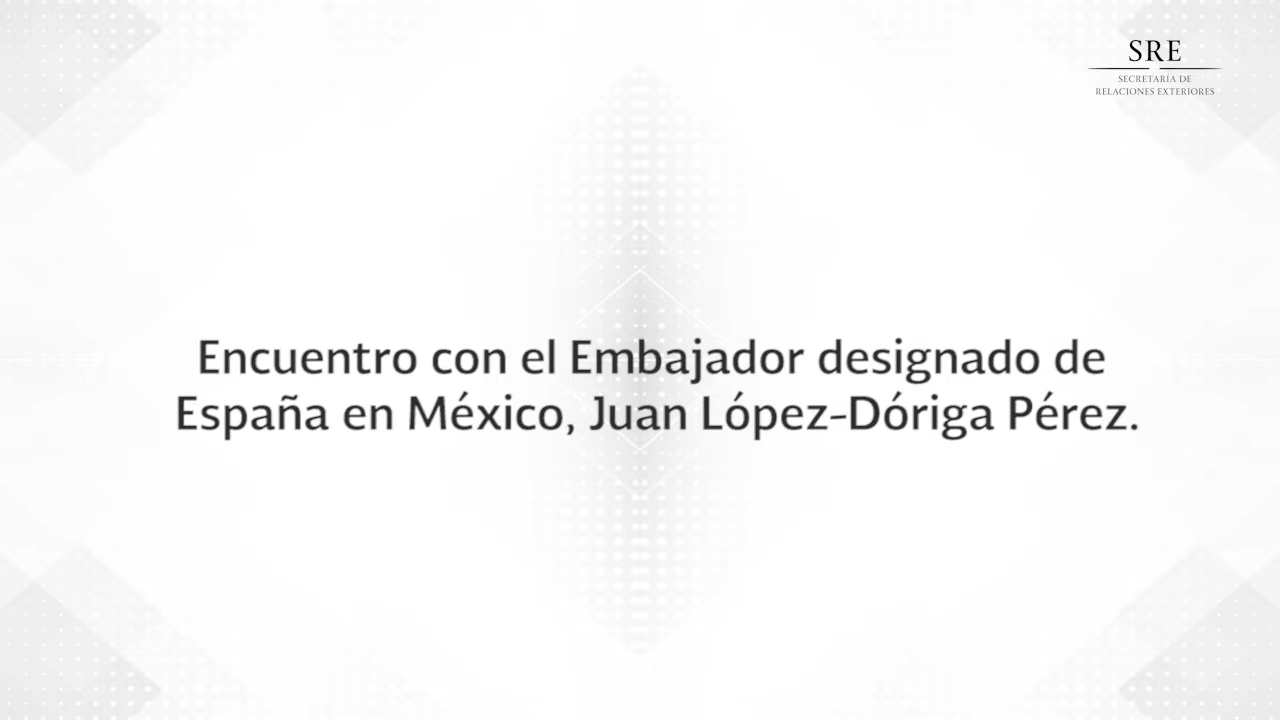 SRE
SECRETARÍA DE
RELACIONES EXTERIORES
Encuentro con el Embajador designado de
España en México, Juan López-Dóriga Pérez.